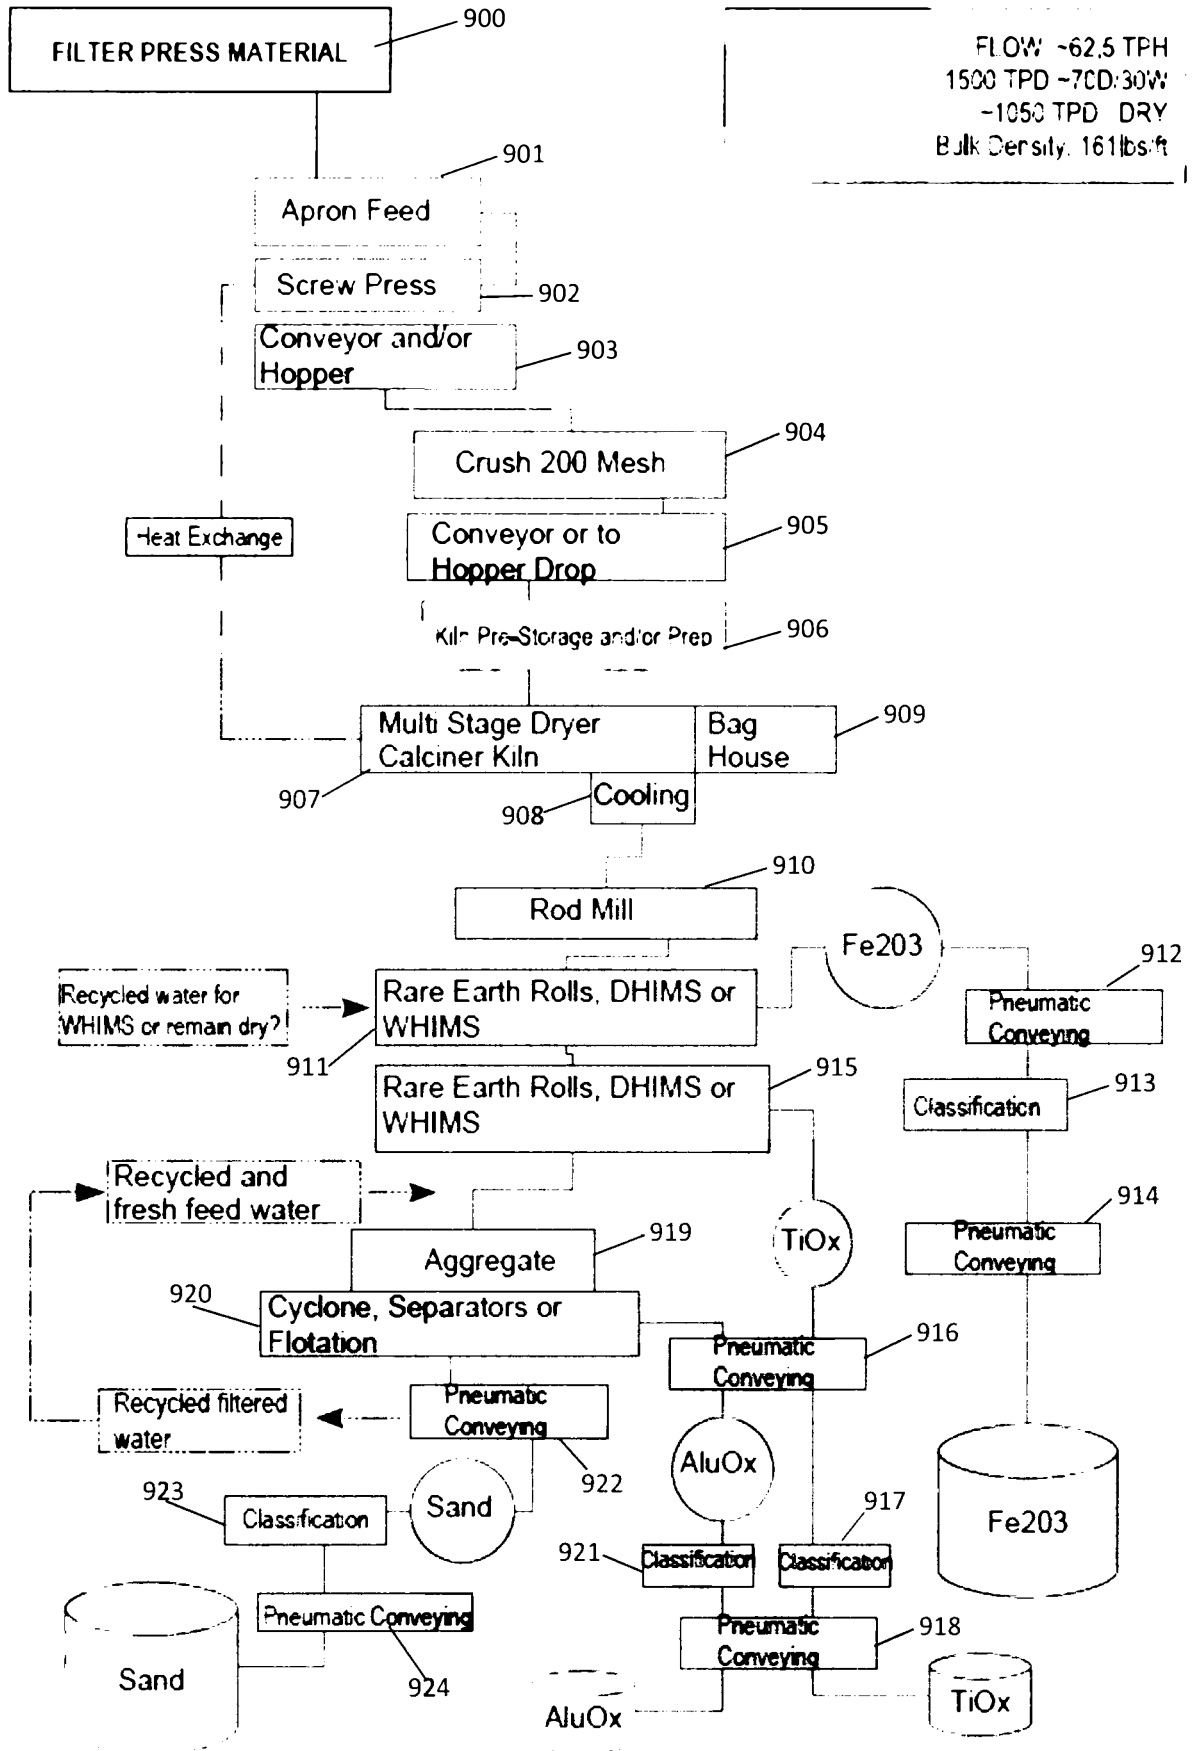 900
FILTER PRESS MATERIAL
FLOW ~62.5 TPH
1500 TPD ~70D/30W
~1050 TPD DRY
Bulk Density. 161lbs/ft
901
Apron Feed
Screw Press
902
Conveyor and/or
Hopper
903
904
Crush 200 Mesh
Heat Exchange
Conveyor or to
Hopper Drop
905
Kiln Pre-Storage and/or Prep
906
Multi Stage Dryer
Calciner Kiln
Bag
House
909
907
908
Cooling
910
Rod Mill
Fe203
912
Recycled water for
WHIMS or remain dry?
Rare Earth Rolls, DHIMS or
WHIMS
Pneumatic
Conveying
911
915
Rare Earth Rolls, DHIMS or
WHIMS
913
Classification
Recycled and
fresh feed water
914
Pneumatic
Conveying
919
Aggregate
TiOx
920
Cyclone, Separators or
Flotation
916
Pneumatic
Conveying
Recycled filtered
water
Pneumatic
Conveying
922
AluOx
923
Classification
Sand
917
921
Classification
Classification
Fe203
Pneumatic Conveying
924
Pneumatic
Conveying
918
Sand
AluOx
TiOx